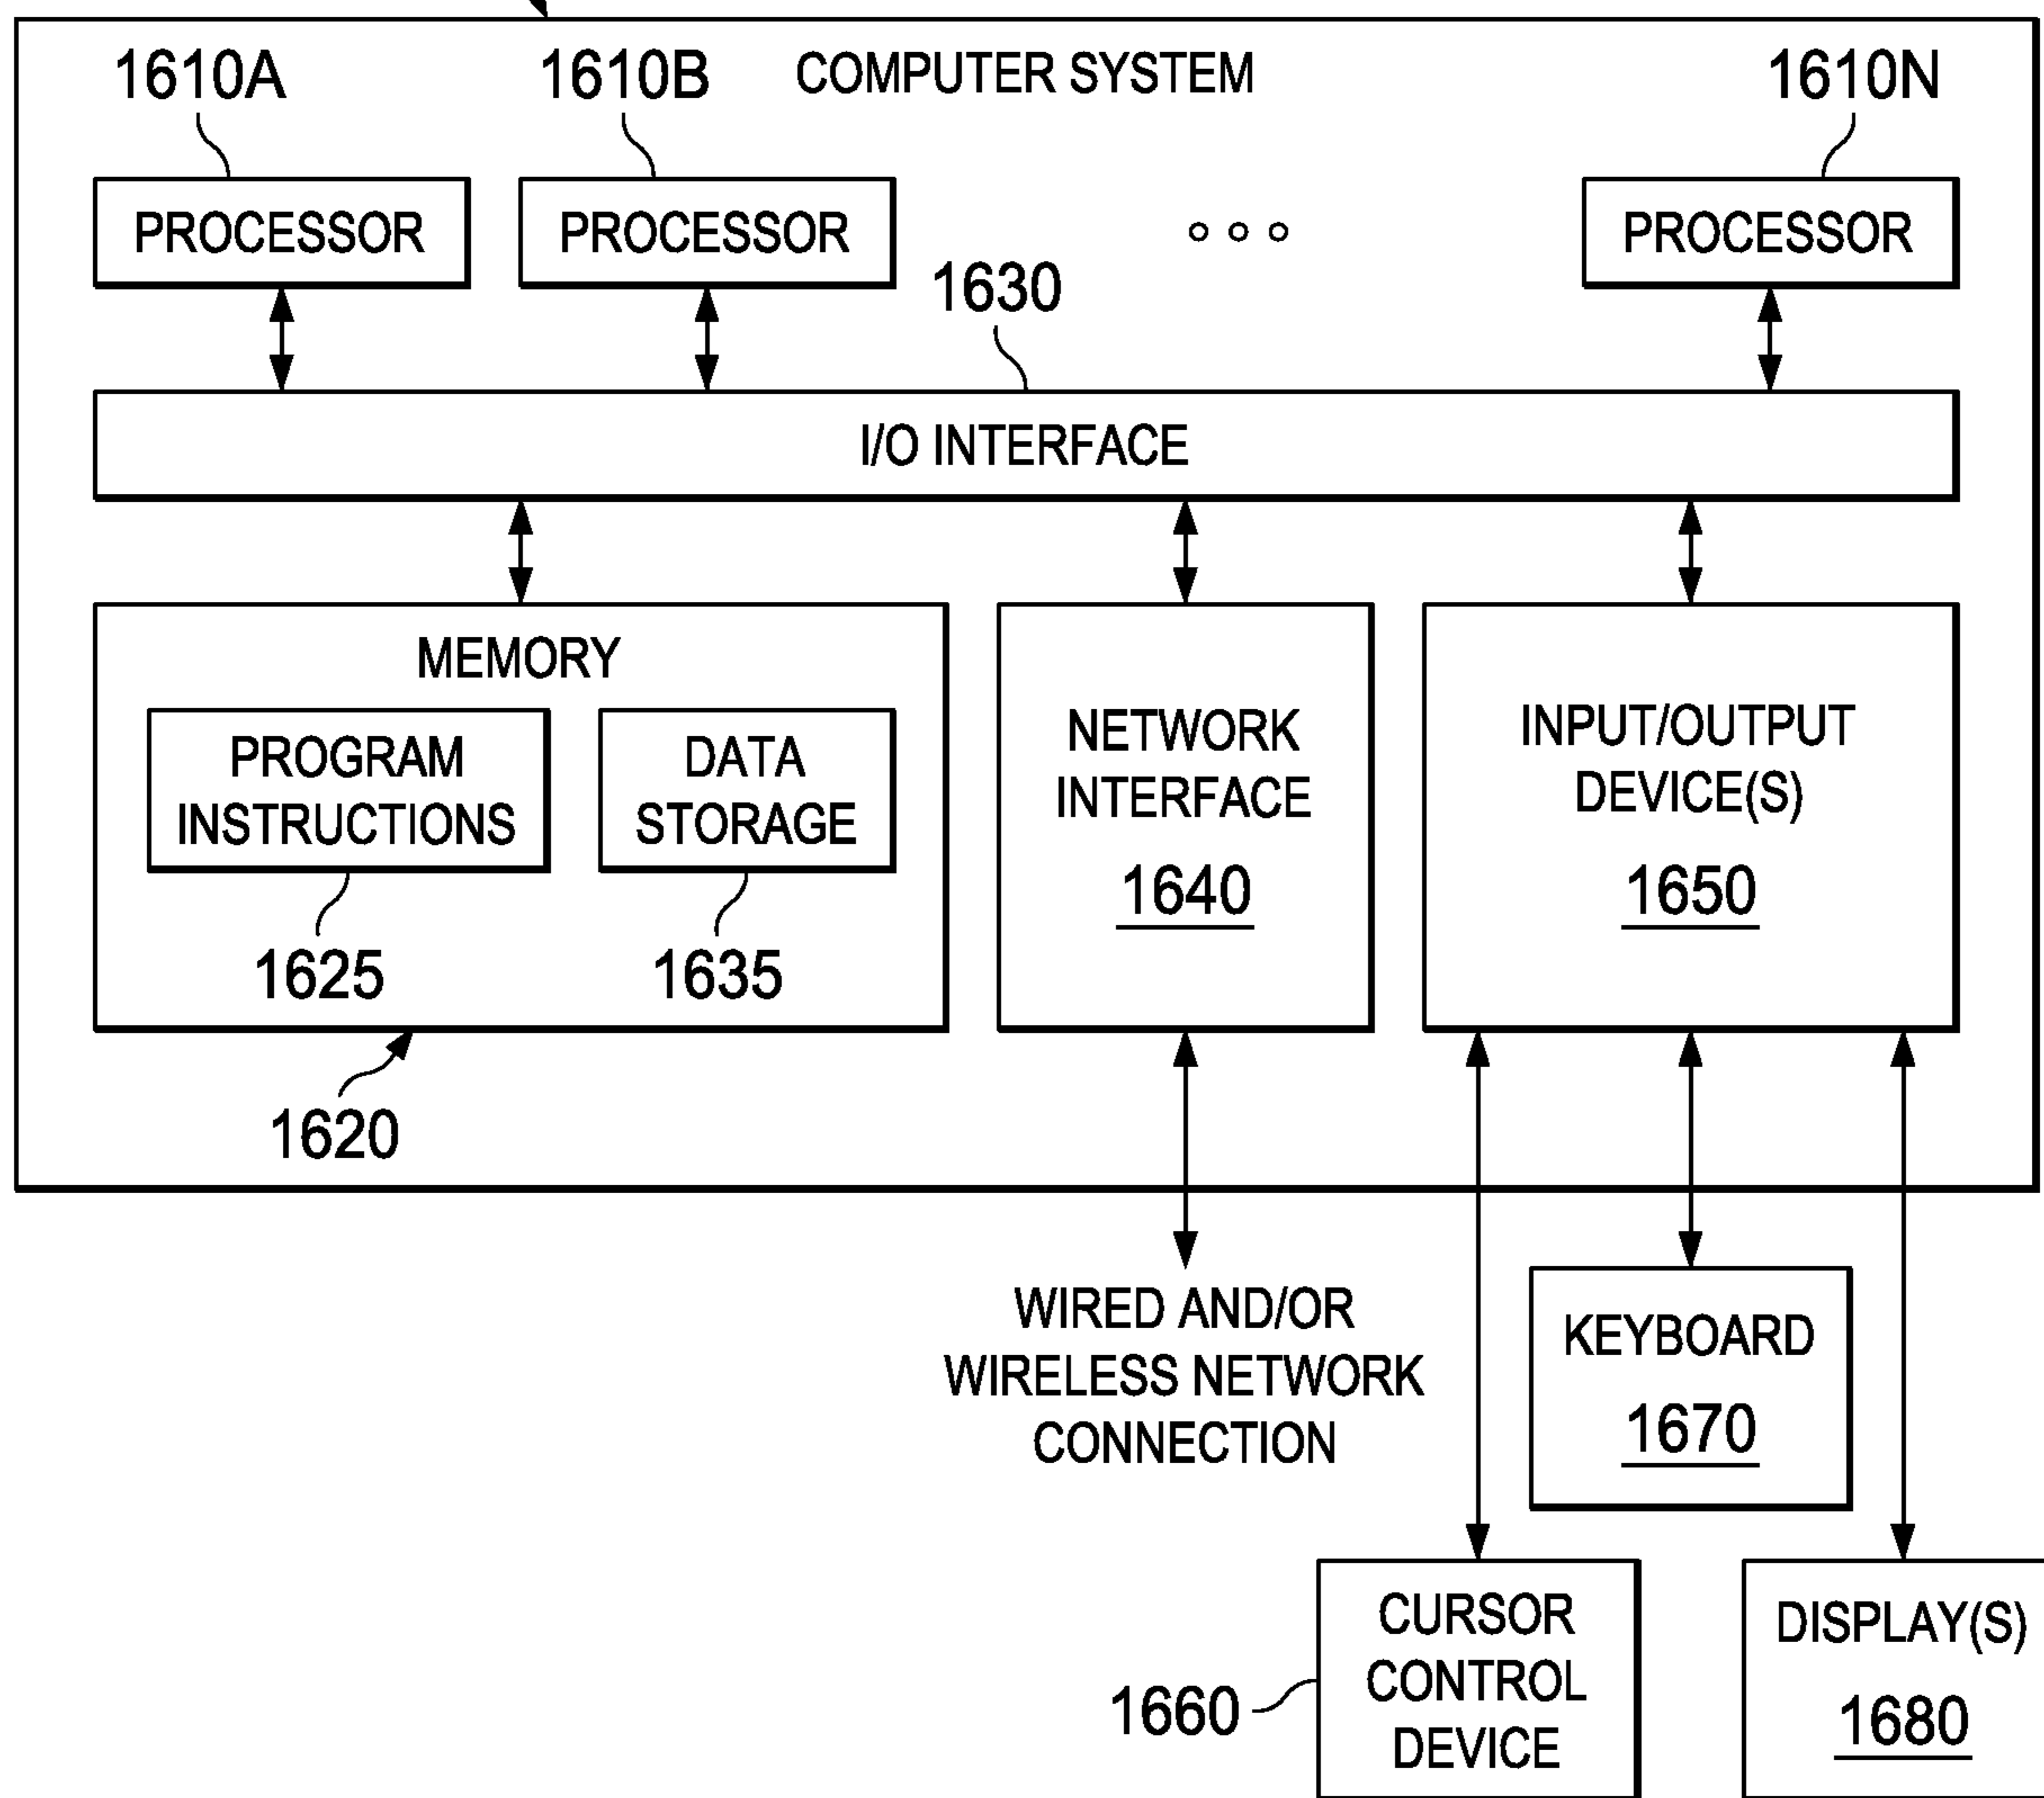 1610A
1610B
COMPUTER SYSTEM
1610N
PROCESSOR
PROCESSOR
PROCESSOR
1630
I/O INTERFACE
MEMORY
PROGRAM
INSTRUCTIONS
DATA
STORAGE
1625
1635
1620
NETWORK
INTERFACE
1640
INPUT/OUTPUT
DEVICE(S)
1650
WIRED AND/OR
WIRELESS NETWORK
CONNECTION
KEYBOARD
1670
1660
CURSOR
CONTROL
DEVICE
DISPLAY(S)
1680